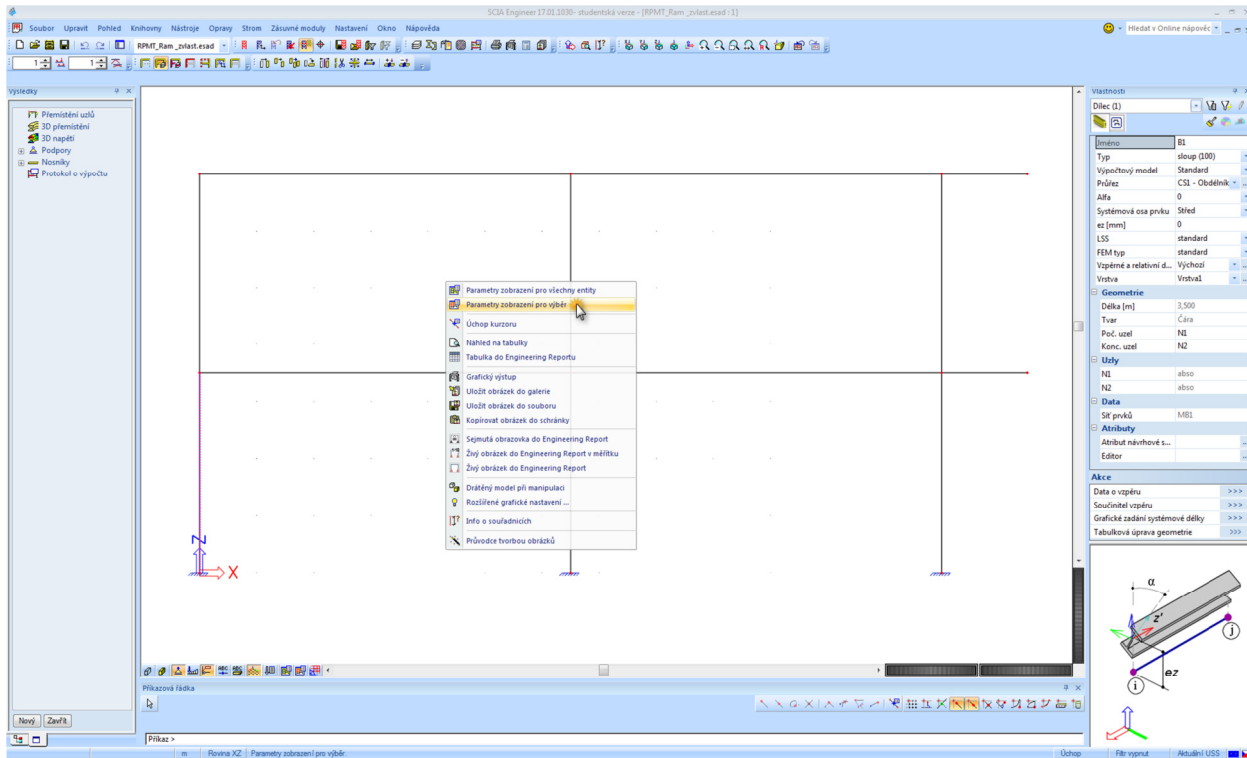 SCIA Engineer 17.01.1030- studentská verze - [RPMT_Ram_zvlast.esad : 1]
Soubor Upravit Pohled Knihovny Nástroje Opravy Strom Zásuvné moduly Nastavení Okno Nápověda
Hledat v Online nápověd
RPMT_Ram_zvlast.esad
1 1
Výsledky
Přemístění uzlů
3D přemístění
3D napětí
Podpory
Nosníky
Protokol o výpočtu
Nový Zavřít
Parametry zobrazení pro všechny entity
Parametry zobrazení pro výběr
Úchop kurzoru
Náhled na tabulky
Tabulka do Engineering Reportu
Grafický výstup
Uložit obrázek do galerie
Uložit obrázek do souboru
Kopírovat obrázek do schránky
Sejmutá obrazovka do Engineering Report
Živý obrázek do Engineering Report v měřítku
Živý obrázek do Engineering Report
Drátěný model při manipulaci
Rozšířené grafické nastavení ...
Info o souřadnicích
Průvodce tvorbou obrázků
Z
X
Příkazová řádka
Příkaz >
Vlastnosti
Dílec (1)
Jméno B1
Typ sloup (100)
Výpočtový model Standard
Průřez CS1 - Obdélník
Alfa 0
Systémová osa prvku Střed
ez [mm] 0
LSS standard
FEM typ standard
Vzpěrné a relativní d... Výchozí
Vrstva Vrstva1
Geometrie
Délka [m] 3,500
Tvar Čára
Poč. uzel N1
Konc. uzel N2
Uzly
N1 abso
N2 abso
Data
Síť prvků MB1
Atributy
Atribut návrhové s...
Editor
Akce
Data o vzpěru >>>
Součinitel vzpěru >>>
Grafické zadání systémové délky >>>
Tabulková úprava geometrie >>>
α
z'
j
ez
i
m Rovina XZ Parametry zobrazení pro výběr. Úchop Filtr vypnut Aktuální USS